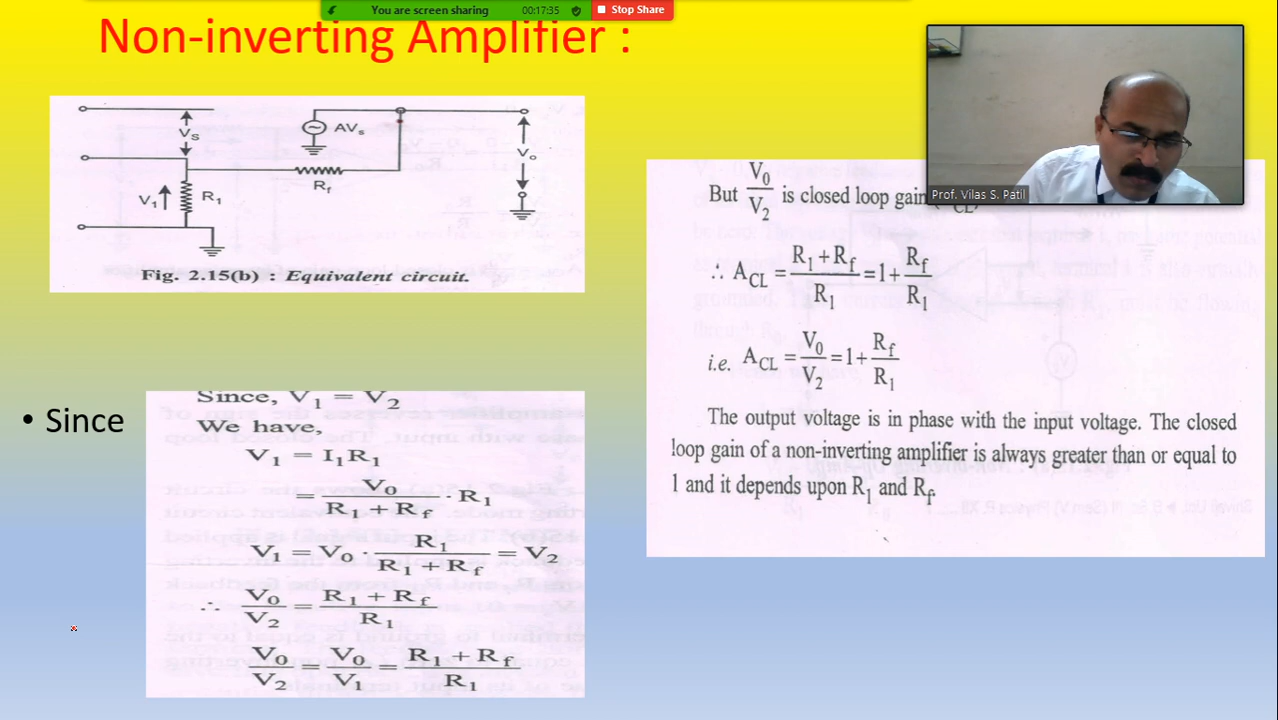 You are screen sharing 00:17:35 Stop Share
Non-inverting Amplifier :
Vs
AVs
Vo
Rf
V1
R1
Fig. 2.15(b) : Equivalent circuit.
• Since
Since, V1 = V2
We have,
V1 = I1R1
= V0 / (R1 + Rf) · R1
V1 = V0 · R1 / (R1 + Rf) = V2
∴ V0 / V2 = (R1 + Rf) / R1
V0 / V2 = V0 / V1 = (R1 + Rf) / R1
Prof. Vilas S. Patil
But V0 / V2 is closed loop gain
∴ ACL = (R1 + Rf) / R1 = 1 + Rf / R1
i.e. ACL = V0 / V2 = 1 + Rf / R1
The output voltage is in phase with the input voltage. The closed
loop gain of a non-inverting amplifier is always greater than or equal to
1 and it depends upon R1 and Rf